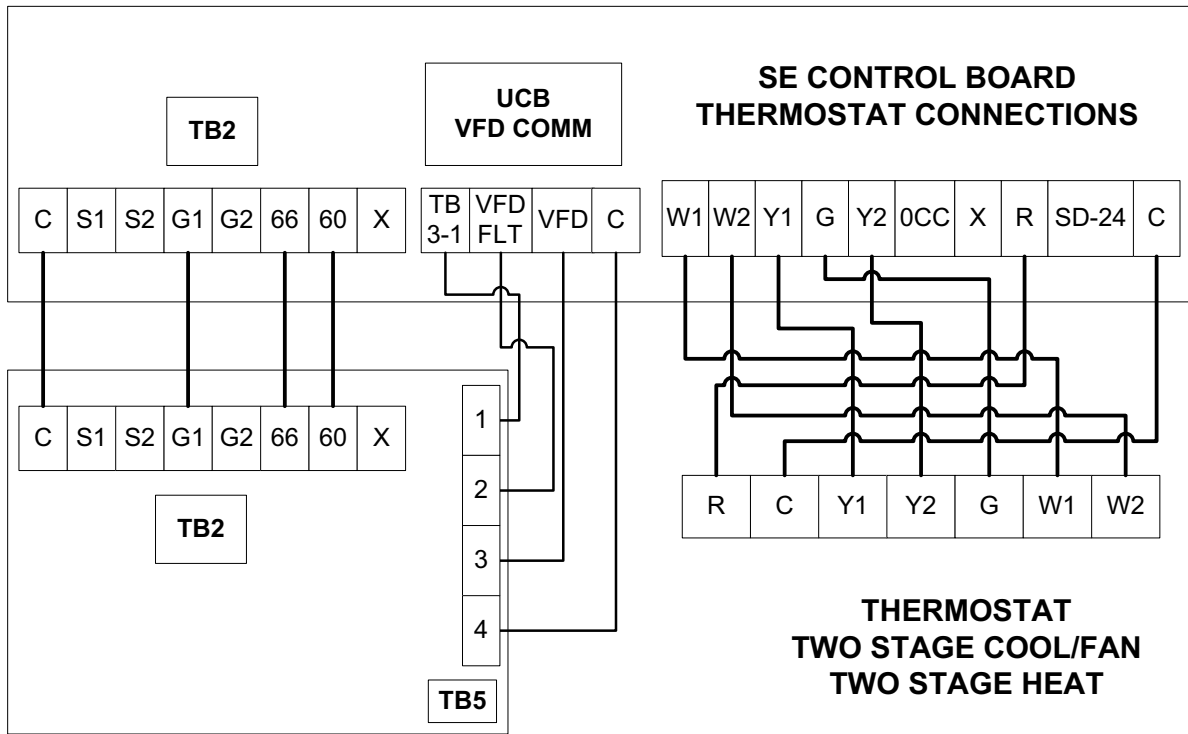 SE CONTROL BOARD
THERMOSTAT CONNECTIONS
UCB
VFD COMM
TB2
C S1 S2 G1 G2 66 60 X
TB
3-1
VFD
FLT
VFD
C
W1 W2 Y1 G Y2 0CC X R SD-24 C
C S1 S2 G1 G2 66 60 X
TB2
1
2
3
4
TB5
R C Y1 Y2 G W1 W2
THERMOSTAT
TWO STAGE COOL/FAN
TWO STAGE HEAT